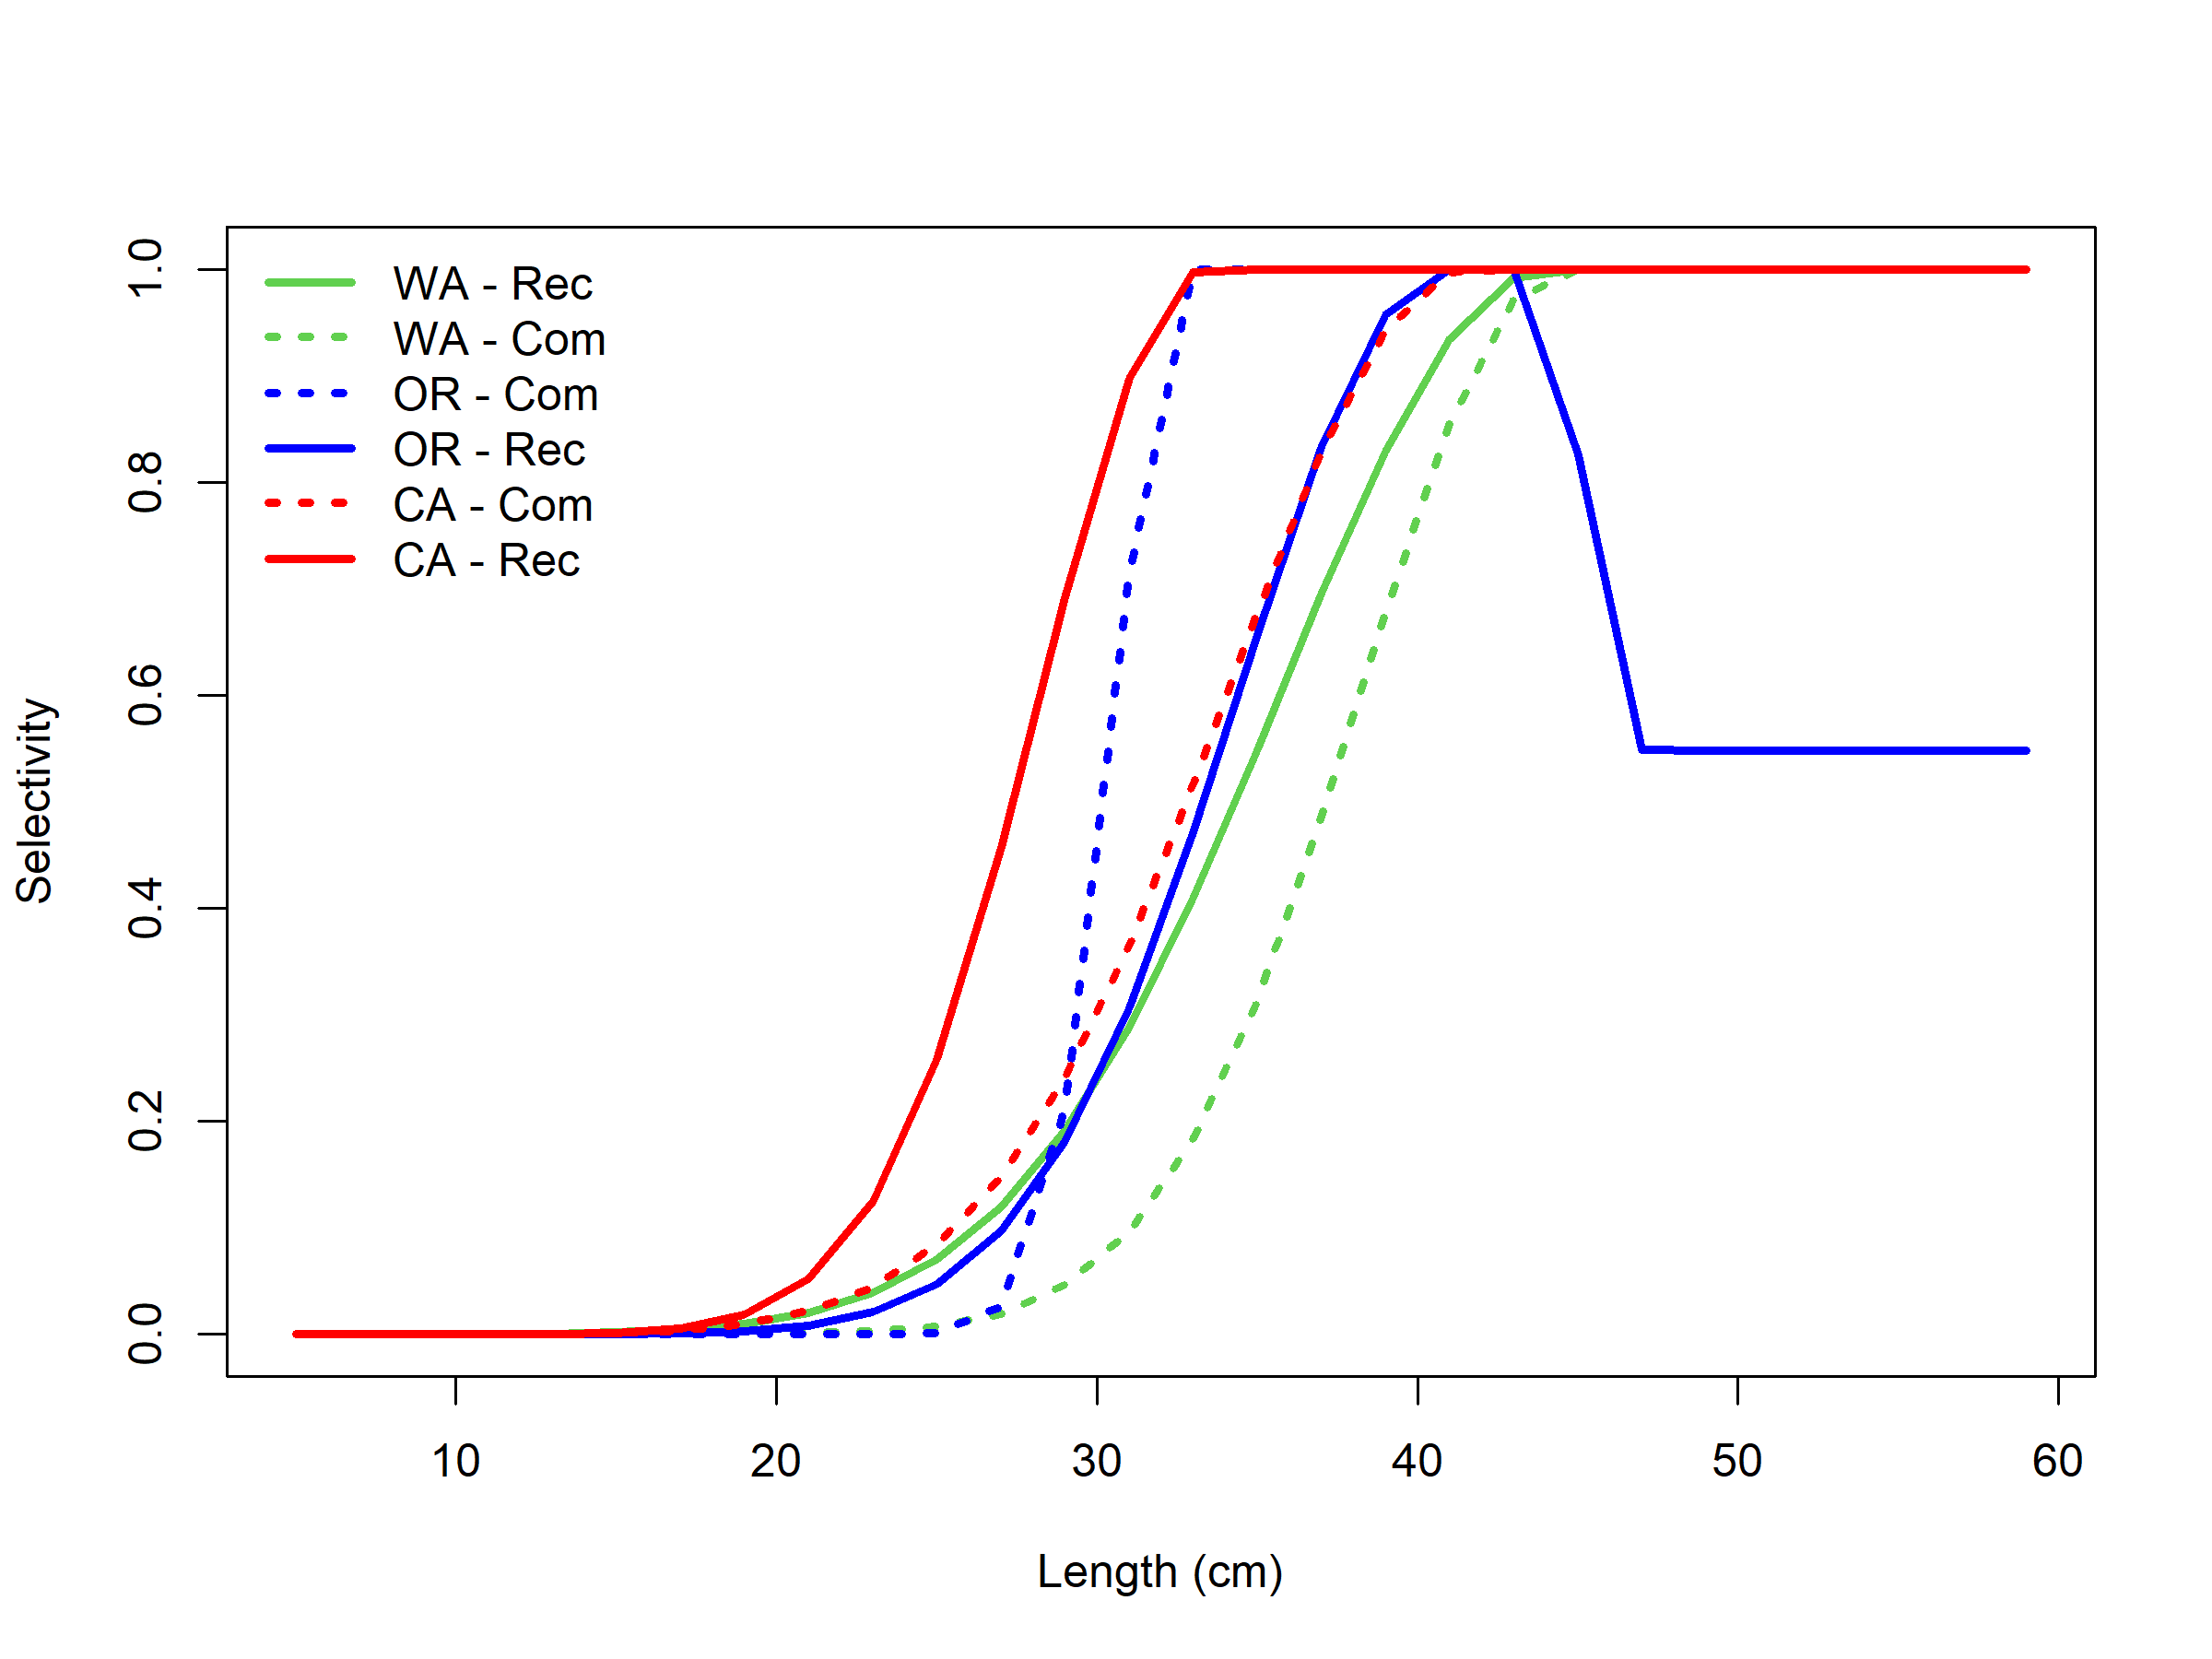 WA - Rec
WA - Com
OR - Com
OR - Rec
CA - Com
CA - Rec
Selectivity
1.0
0.8
0.6
0.4
0.2
0.0
10 20 30 40 50 60
Length (cm)